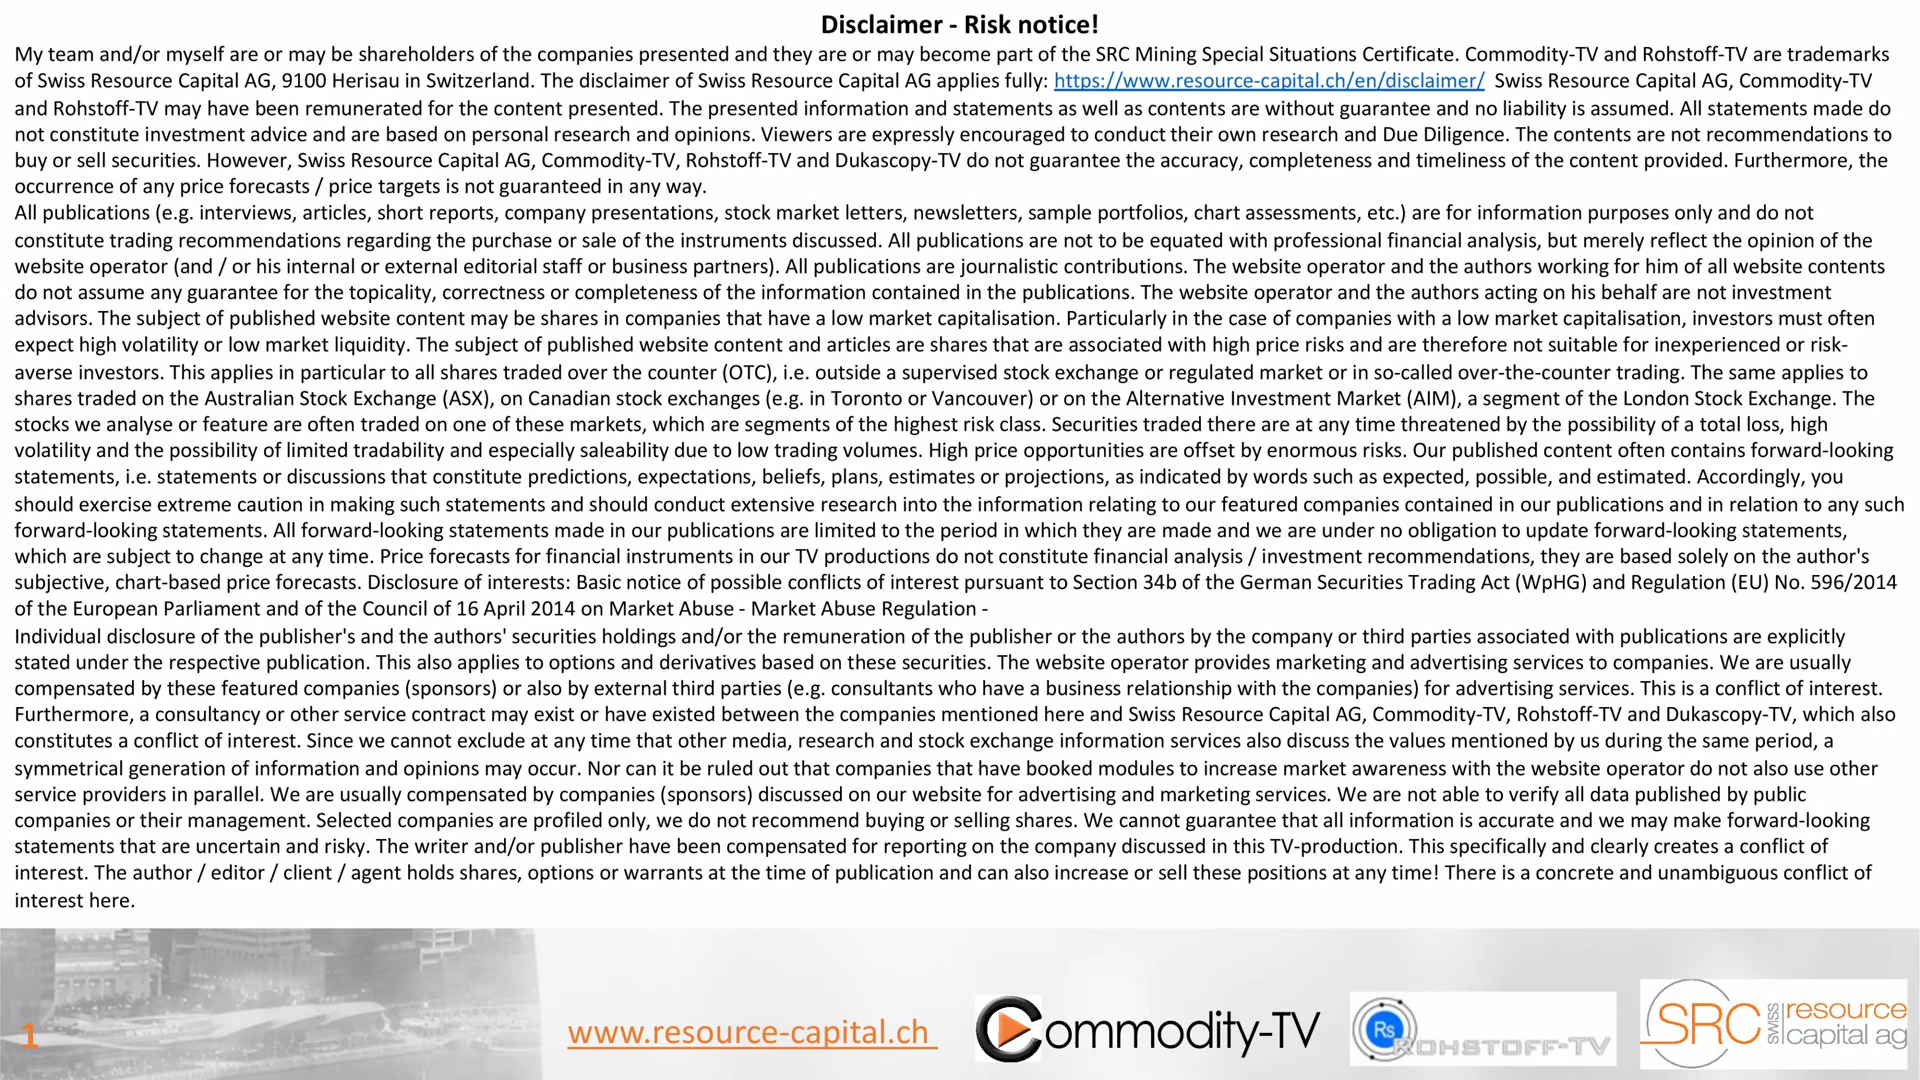 Disclaimer - Risk notice!
My team and/or myself are or may be shareholders of the companies presented and they are or may become part of the SRC Mining Special Situations Certificate. Commodity-TV and Rohstoff-TV are trademarks
of Swiss Resource Capital AG, 9100 Herisau in Switzerland. The disclaimer of Swiss Resource Capital AG applies fully: https://www.resource-capital.ch/en/disclaimer/ Swiss Resource Capital AG, Commodity-TV
and Rohstoff-TV may have been remunerated for the content presented. The presented information and statements as well as contents are without guarantee and no liability is assumed. All statements made do
not constitute investment advice and are based on personal research and opinions. Viewers are expressly encouraged to conduct their own research and Due Diligence. The contents are not recommendations to
buy or sell securities. However, Swiss Resource Capital AG, Commodity-TV, Rohstoff-TV and Dukascopy-TV do not guarantee the accuracy, completeness and timeliness of the content provided. Furthermore, the
occurrence of any price forecasts / price targets is not guaranteed in any way.
All publications (e.g. interviews, articles, short reports, company presentations, stock market letters, newsletters, sample portfolios, chart assessments, etc.) are for information purposes only and do not
constitute trading recommendations regarding the purchase or sale of the instruments discussed. All publications are not to be equated with professional financial analysis, but merely reflect the opinion of the
website operator (and / or his internal or external editorial staff or business partners). All publications are journalistic contributions. The website operator and the authors working for him of all website contents
do not assume any guarantee for the topicality, correctness or completeness of the information contained in the publications. The website operator and the authors acting on his behalf are not investment
advisors. The subject of published website content may be shares in companies that have a low market capitalisation. Particularly in the case of companies with a low market capitalisation, investors must often
expect high volatility or low market liquidity. The subject of published website content and articles are shares that are associated with high price risks and are therefore not suitable for inexperienced or risk-
averse investors. This applies in particular to all shares traded over the counter (OTC), i.e. outside a supervised stock exchange or regulated market or in so-called over-the-counter trading. The same applies to
shares traded on the Australian Stock Exchange (ASX), on Canadian stock exchanges (e.g. in Toronto or Vancouver) or on the Alternative Investment Market (AIM), a segment of the London Stock Exchange. The
stocks we analyse or feature are often traded on one of these markets, which are segments of the highest risk class. Securities traded there are at any time threatened by the possibility of a total loss, high
volatility and the possibility of limited tradability and especially saleability due to low trading volumes. High price opportunities are offset by enormous risks. Our published content often contains forward-looking
statements, i.e. statements or discussions that constitute predictions, expectations, beliefs, plans, estimates or projections, as indicated by words such as expected, possible, and estimated. Accordingly, you
should exercise extreme caution in making such statements and should conduct extensive research into the information relating to our featured companies contained in our publications and in relation to any such
forward-looking statements. All forward-looking statements made in our publications are limited to the period in which they are made and we are under no obligation to update forward-looking statements,
which are subject to change at any time. Price forecasts for financial instruments in our TV productions do not constitute financial analysis / investment recommendations, they are based solely on the author's
subjective, chart-based price forecasts. Disclosure of interests: Basic notice of possible conflicts of interest pursuant to Section 34b of the German Securities Trading Act (WpHG) and Regulation (EU) No. 596/2014
of the European Parliament and of the Council of 16 April 2014 on Market Abuse - Market Abuse Regulation -
Individual disclosure of the publisher's and the authors' securities holdings and/or the remuneration of the publisher or the authors by the company or third parties associated with publications are explicitly
stated under the respective publication. This also applies to options and derivatives based on these securities. The website operator provides marketing and advertising services to companies. We are usually
compensated by these featured companies (sponsors) or also by external third parties (e.g. consultants who have a business relationship with the companies) for advertising services. This is a conflict of interest.
Furthermore, a consultancy or other service contract may exist or have existed between the companies mentioned here and Swiss Resource Capital AG, Commodity-TV, Rohstoff-TV and Dukascopy-TV, which also
constitutes a conflict of interest. Since we cannot exclude at any time that other media, research and stock exchange information services also discuss the values mentioned by us during the same period, a
symmetrical generation of information and opinions may occur. Nor can it be ruled out that companies that have booked modules to increase market awareness with the website operator do not also use other
service providers in parallel. We are usually compensated by companies (sponsors) discussed on our website for advertising and marketing services. We are not able to verify all data published by public
companies or their management. Selected companies are profiled only, we do not recommend buying or selling shares. We cannot guarantee that all information is accurate and we may make forward-looking
statements that are uncertain and risky. The writer and/or publisher have been compensated for reporting on the company discussed in this TV-production. This specifically and clearly creates a conflict of
interest. The author / editor / client / agent holds shares, options or warrants at the time of publication and can also increase or sell these positions at any time! There is a concrete and unambiguous conflict of
interest here.
1
www.resource-capital.ch
Commodity-TV
Rs ROHSTOFF-TV
SRC SWISS resource capital ag